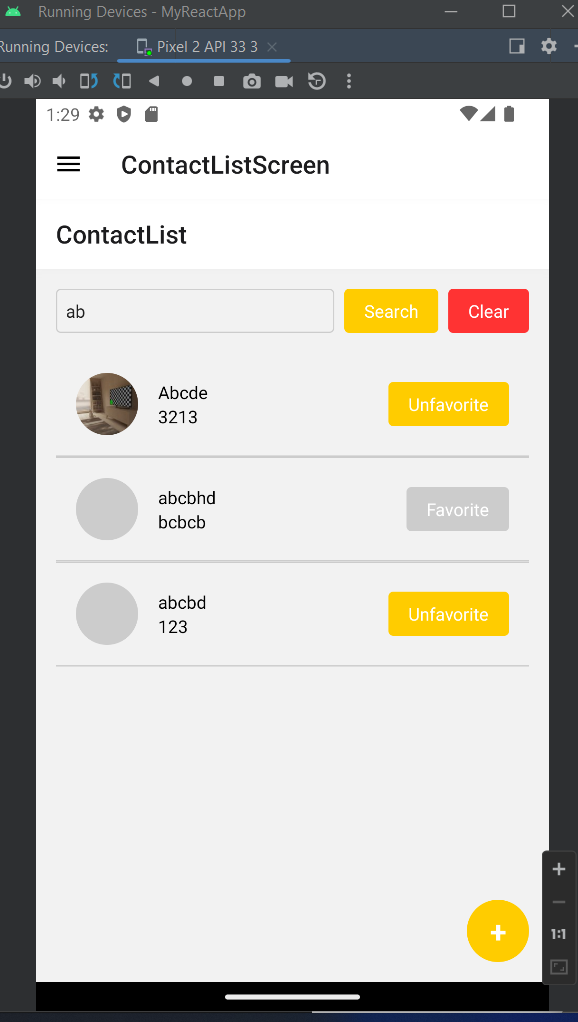 Running Devices - MyReactApp
Running Devices:
Pixel 2 API 33 3
1:29
ContactListScreen
ContactList
ab
Search
Clear
Abcde
3213
Unfavorite
abcbhd
bcbcb
Favorite
abcbd
123
Unfavorite
+
1:1